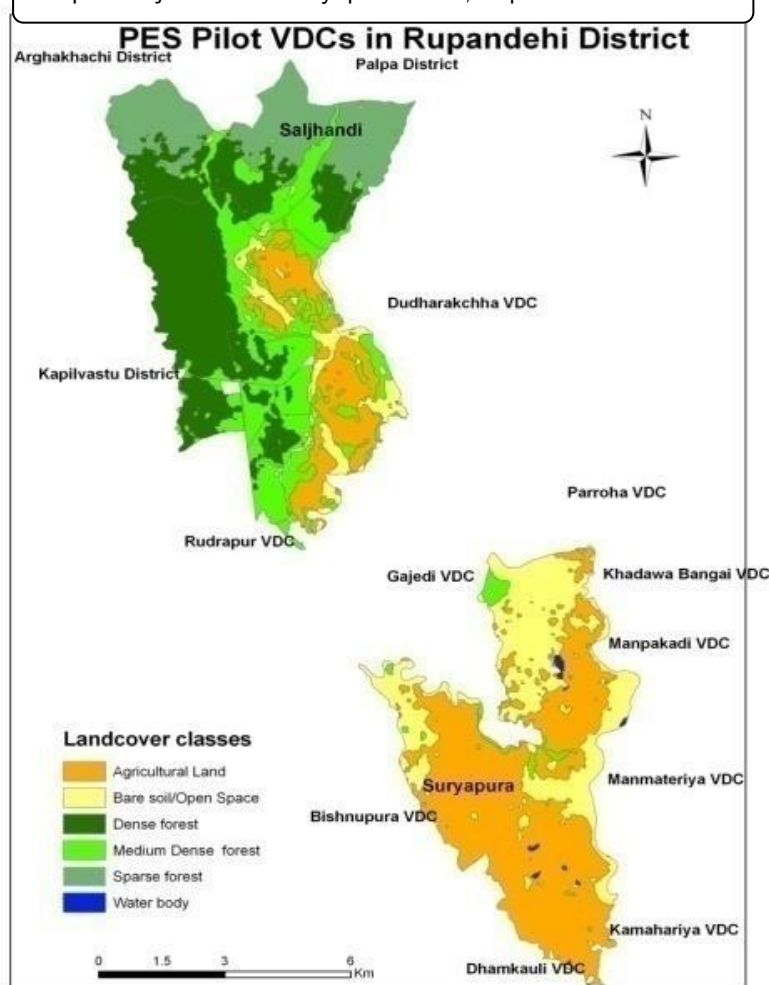 PES Pilot VDCs in Rupandehi District
Arghakhachi District
Palpa District
N
Saljhandi
Dudharakchha VDC
Kapilvastu District
Parroha VDC
Rudrapur VDC
Gajedi VDC
Khadawa Bangai VDC
Manpakadi VDC
Landcover classes
Agricultural Land
Bare soil/Open Space
Dense forest
Medium Dense forest
Sparse forest
Water body
Suryapura
Manmateriya VDC
Bishnupura VDC
Kamahariya VDC
Dhamkauli VDC
0 1.5 3 6
Km